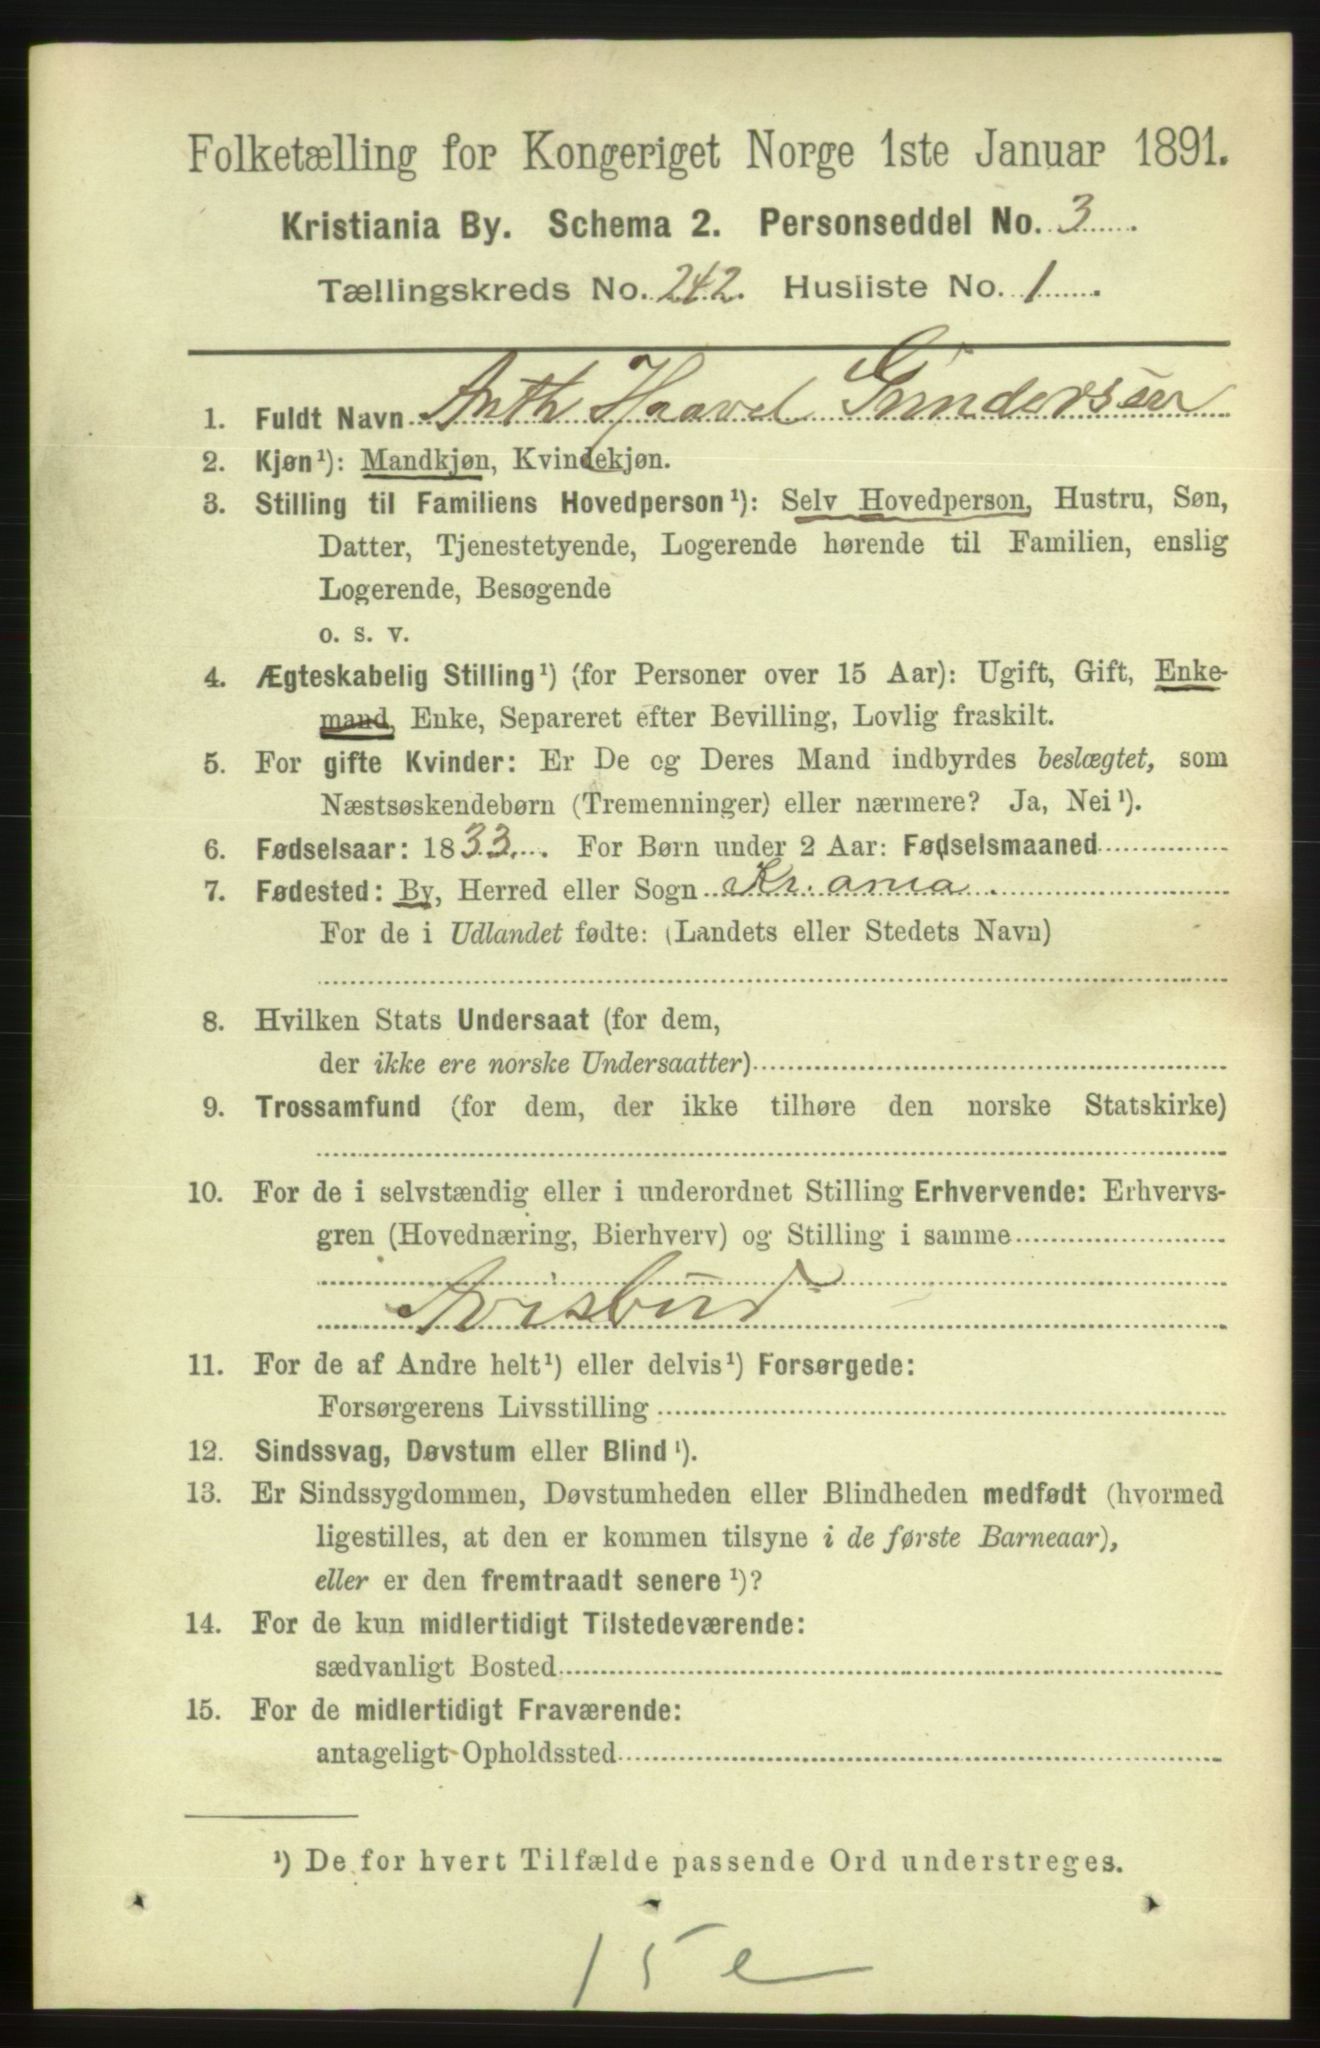 Folketælling for Kongeriget Norge 1ste Januar 1891.
Kristiania By. Schema 2. Personseddel No. 3
Tællingskreds No. 242. Husliste No. 1
1. Fuldt Navn Anth Haavel Gundersen
2. Kjøn¹): Mandkjøn, Kvindekjøn.
3. Stilling til Familiens Hovedperson¹): Selv Hovedperson, Hustru, Søn,
Datter, Tjenestetyende, Logerende hørende til Familien, enslig
Logerende, Besøgende
o. s. v.
4. Ægteskabelig Stilling¹) (for Personer over 15 Aar): Ugift, Gift, Enke-
mand, Enke, Separeret efter Bevilling, Lovlig fraskilt.
5. For gifte Kvinder: Er De og Deres Mand indbyrdes beslægtet, som
Næstsøskendebørn (Tremenninger) eller nærmere? Ja, Nei¹).
6. Fødselsaar: 1833. For Børn under 2 Aar: Fødselsmaaned
7. Fødested: By, Herred eller Sogn Kr.ania.
For de i Udlandet fødte: (Landets eller Stedets Navn)
8. Hvilken Stats Undersaat (for dem,
der ikke ere norske Undersaatter)
9. Trossamfund (for dem, der ikke tilhøre den norske Statskirke)
10. For de i selvstændig eller i underordnet Stilling Erhvervende: Erhvervs-
gren (Hovednæring, Bierhverv) og Stilling i samme
Avisbud
11. For de af Andre helt¹) eller delvis¹) Forsørgede:
Forsørgerens Livsstilling
12. Sindssvag, Døvstum eller Blind¹).
13. Er Sindssygdommen, Døvstumheden eller Blindheden medfødt (hvormed
ligestilles, at den er kommen tilsyne i de første Barneaar),
eller er den fremtraadt senere¹)?
14. For de kun midlertidigt Tilstedeværende:
sædvanligt Bosted
15. For de midlertidigt Fraværende:
antageligt Opholdssted
¹) De for hvert Tilfælde passende Ord understreges.
15 e